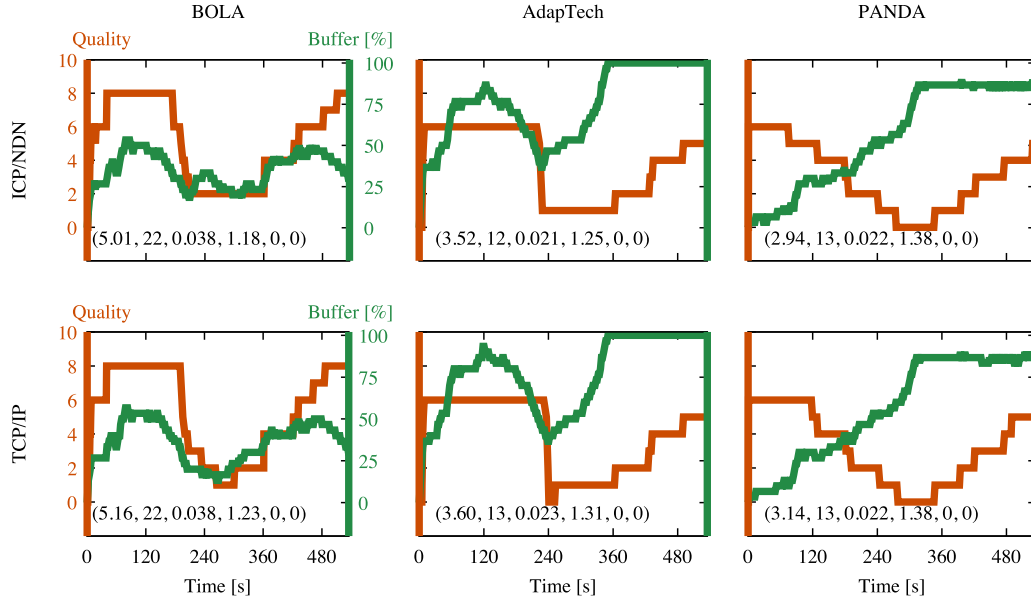 BOLA AdapTech PANDA
Quality Buffer [%]
ICP/NDN
10 8 6 4 2 0
100 75 50 25 0
(5.01, 22, 0.038, 1.18, 0, 0) (3.52, 12, 0.021, 1.25, 0, 0) (2.94, 13, 0.022, 1.38, 0, 0)
Quality Buffer [%]
TCP/IP
10 8 6 4 2 0
100 75 50 25 0
(5.16, 22, 0.038, 1.23, 0, 0) (3.60, 13, 0.023, 1.31, 0, 0) (3.14, 13, 0.022, 1.38, 0, 0)
0 120 240 360 480 0 120 240 360 480 0 120 240 360 480
Time [s] Time [s] Time [s]